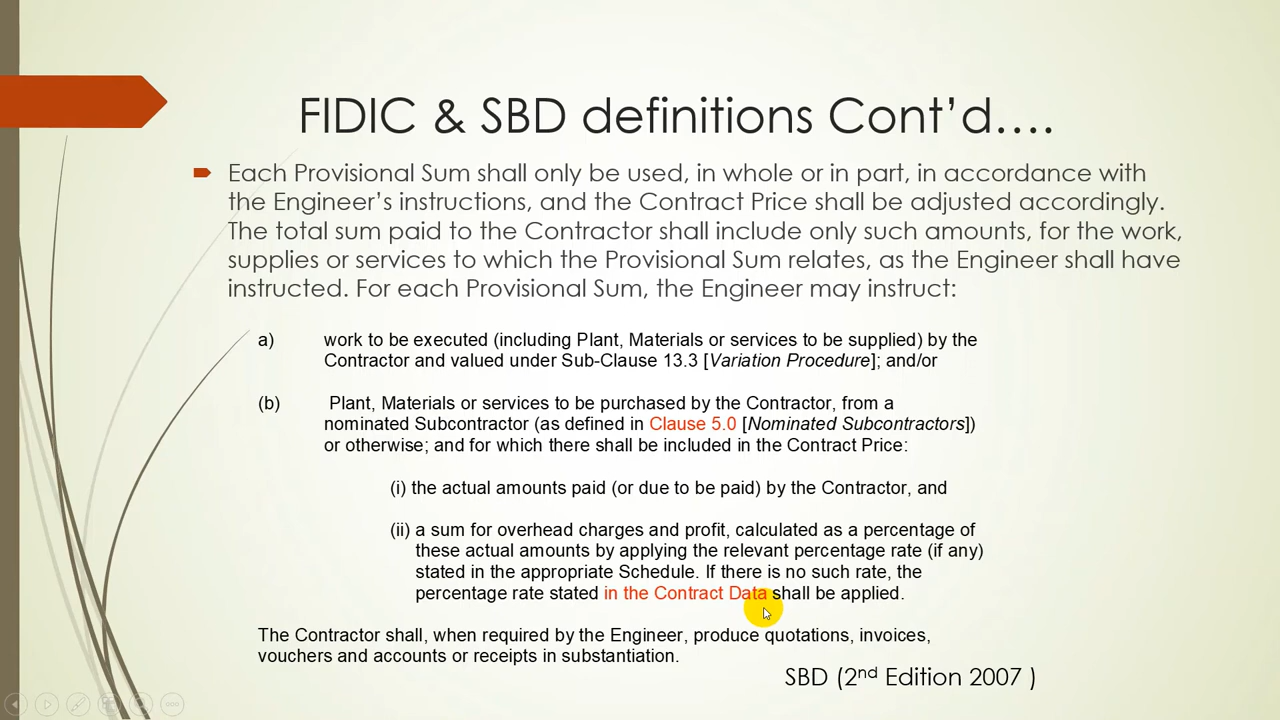 FIDIC & SBD definitions Cont’d….
Each Provisional Sum shall only be used, in whole or in part, in accordance with
the Engineer’s instructions, and the Contract Price shall be adjusted accordingly.
The total sum paid to the Contractor shall include only such amounts, for the work,
supplies or services to which the Provisional Sum relates, as the Engineer shall have
instructed. For each Provisional Sum, the Engineer may instruct:
a) work to be executed (including Plant, Materials or services to be supplied) by the
Contractor and valued under Sub-Clause 13.3 [Variation Procedure]; and/or
(b) Plant, Materials or services to be purchased by the Contractor, from a
nominated Subcontractor (as defined in Clause 5.0 [Nominated Subcontractors])
or otherwise; and for which there shall be included in the Contract Price:
(i) the actual amounts paid (or due to be paid) by the Contractor, and
(ii) a sum for overhead charges and profit, calculated as a percentage of
these actual amounts by applying the relevant percentage rate (if any)
stated in the appropriate Schedule. If there is no such rate, the
percentage rate stated in the Contract Data shall be applied.
The Contractor shall, when required by the Engineer, produce quotations, invoices,
vouchers and accounts or receipts in substantiation.
SBD (2nd Edition 2007 )